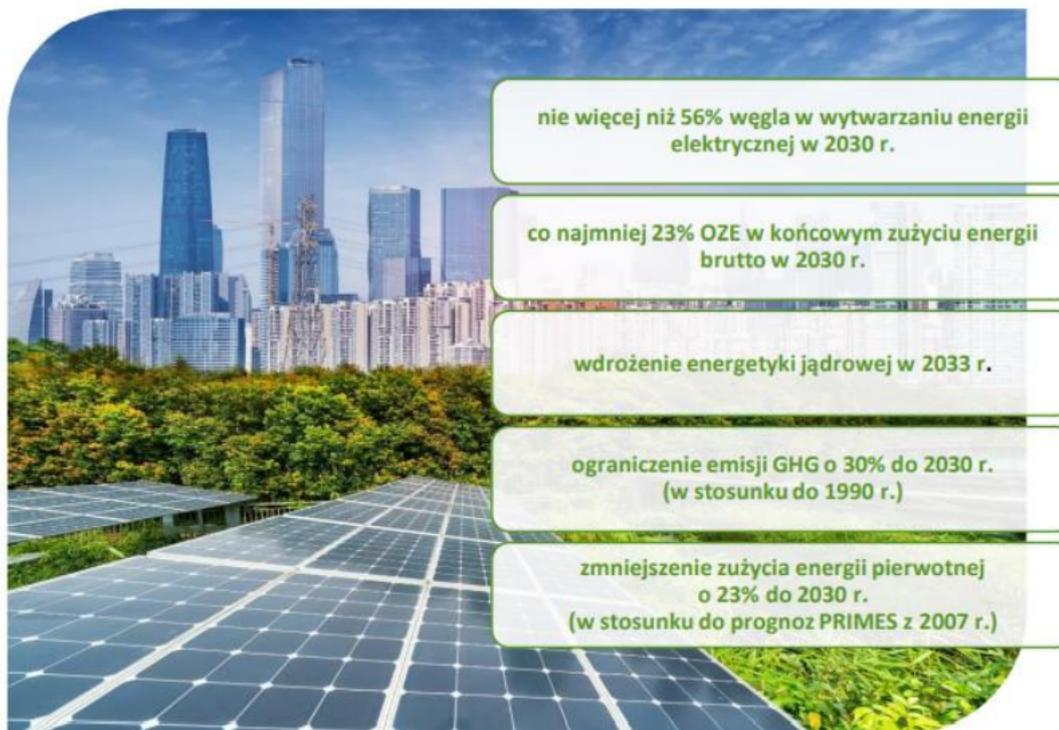 nie więcej niż 56% węgla w wytwarzaniu energii
elektrycznej w 2030 r.
co najmniej 23% OZE w końcowym zużyciu energii
brutto w 2030 r.
wdrożenie energetyki jądrowej w 2033 r.
ograniczenie emisji GHG o 30% do 2030 r.
(w stosunku do 1990 r.)
zmniejszenie zużycia energii pierwotnej
o 23% do 2030 r.
(w stosunku do prognoz PRIMES z 2007 r.)